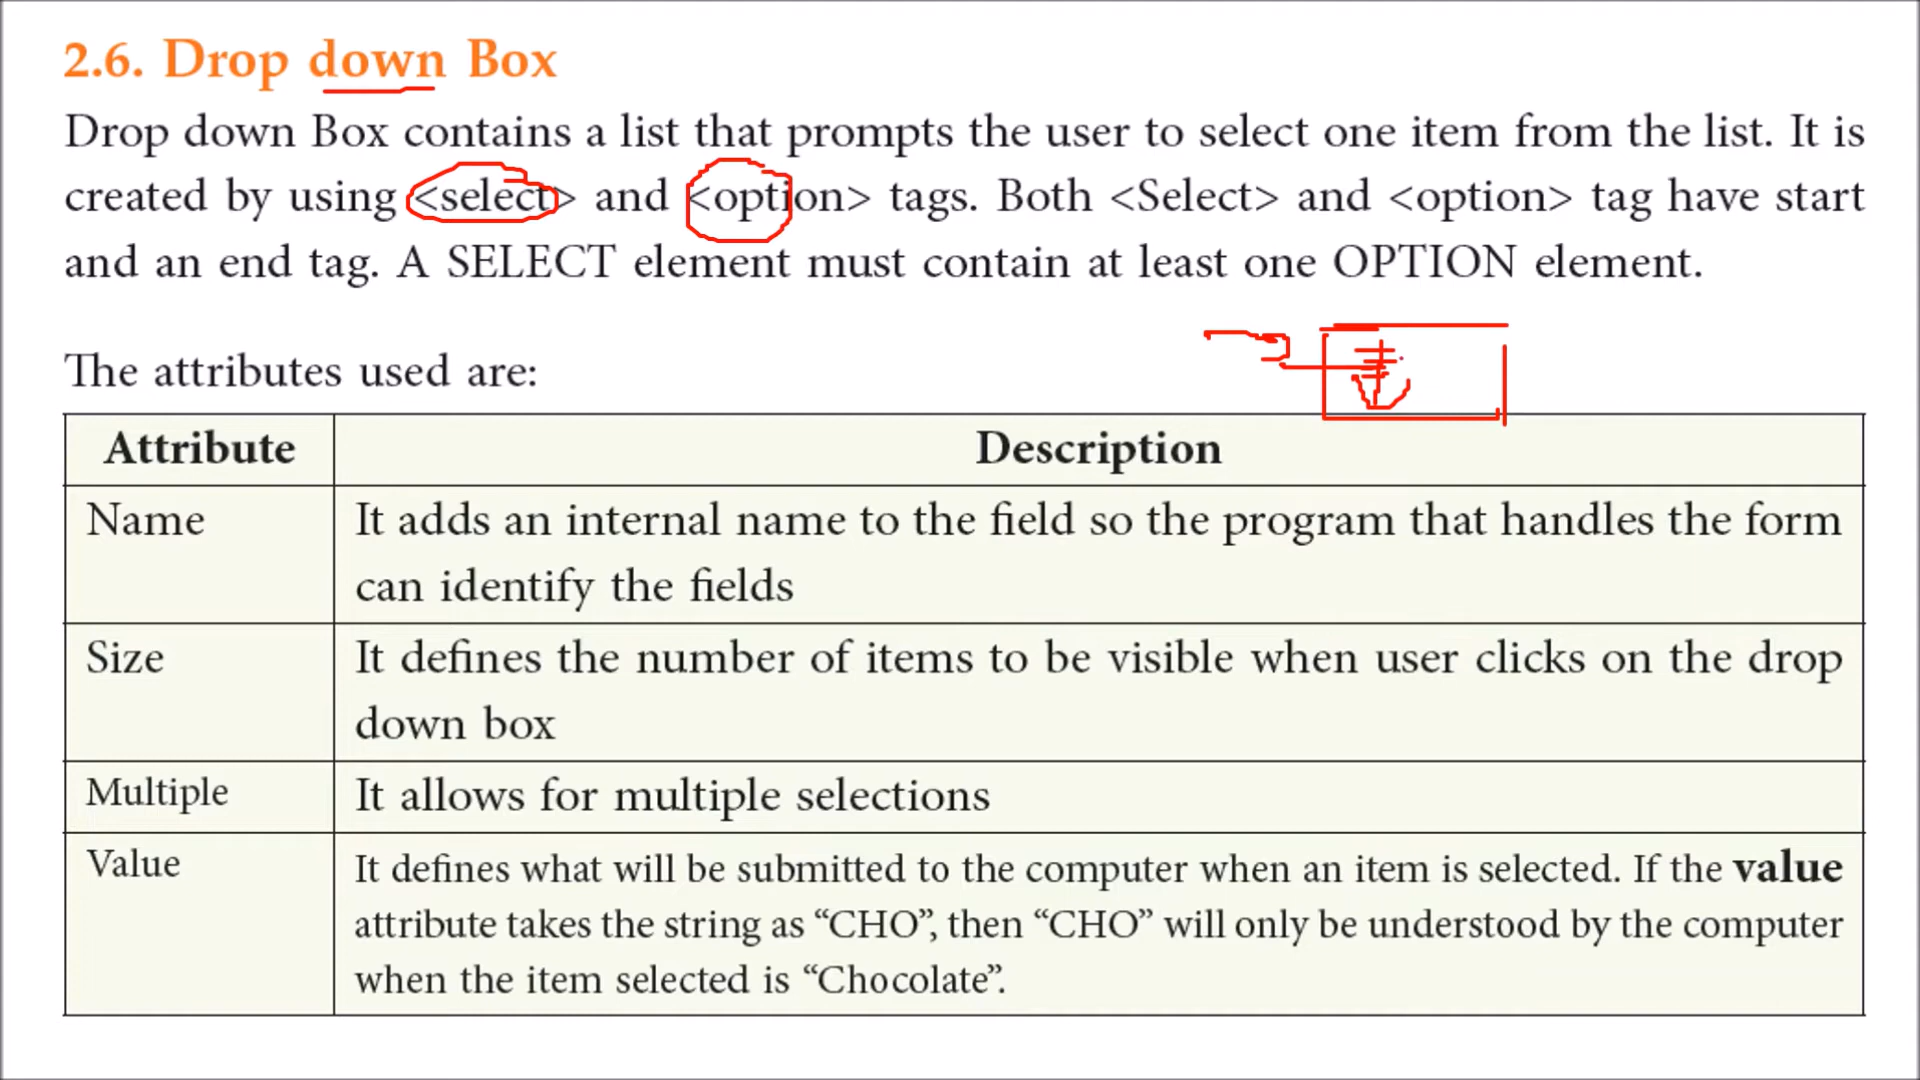 2.6. Drop down Box
Drop down Box contains a list that prompts the user to select one item from the list. It is
created by using <select> and <option> tags. Both <Select> and <option> tag have start
and an end tag. A SELECT element must contain at least one OPTION element.
The attributes used are:
Attribute Description
Name It adds an internal name to the field so the program that handles the form
can identify the fields
Size It defines the number of items to be visible when user clicks on the drop
down box
Multiple It allows for multiple selections
Value It defines what will be submitted to the computer when an item is selected. If the value
attribute takes the string as “CHO”, then “CHO” will only be understood by the computer
when the item selected is “Chocolate”.